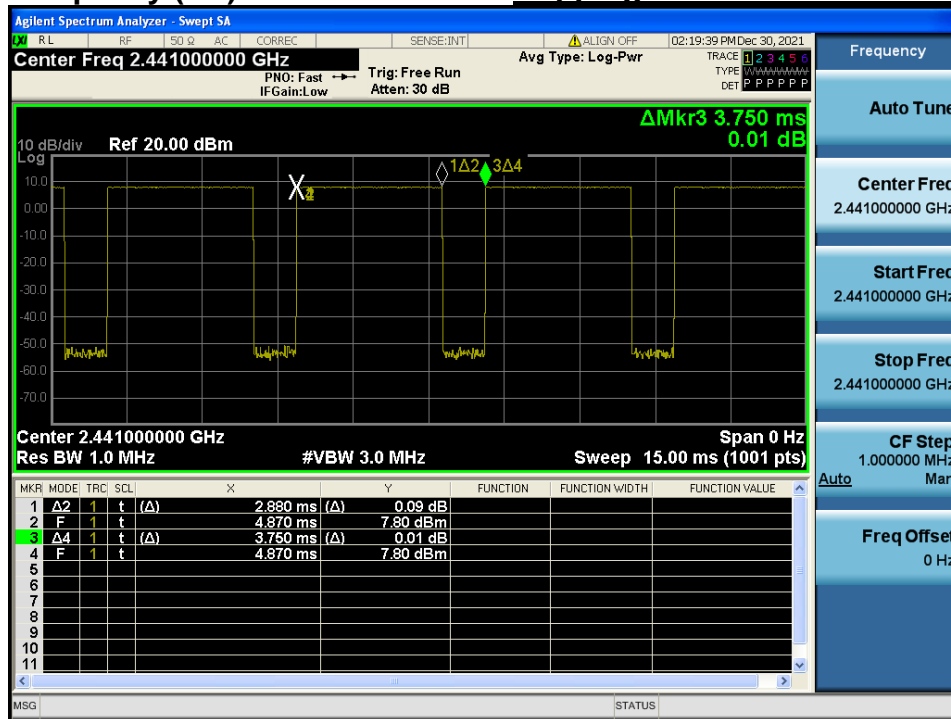 Agilent Spectrum Analyzer - Swept SA
LXI RL RF 50 Ω AC CORREC SENSE:INT ALIGN OFF 02:19:39 PM Dec 30, 2021
Center Freq 2.441000000 GHz
PNO: Fast
IFGain:Low
Trig: Free Run
Atten: 30 dB
Avg Type: Log-Pwr
TRACE 1 2 3 4 5 6
TYPE
DET P P P P P P
ΔMkr3 3.750 ms
0.01 dB
10 dB/div Ref 20.00 dBm
Log
10.0
0.00
-10.0
-20.0
-30.0
-40.0
-50.0
-60.0
-70.0
1Δ2 3Δ4
Center 2.441000000 GHz Span 0 Hz
Res BW 1.0 MHz #VBW 3.0 MHz Sweep 15.00 ms (1001 pts)
MKR MODE TRC SCL X Y FUNCTION FUNCTION WIDTH FUNCTION VALUE
1 Δ2 1 t (Δ) 2.880 ms (Δ) 0.09 dB
2 F 1 t 4.870 ms 7.80 dBm
3 Δ4 1 t (Δ) 3.750 ms (Δ) 0.01 dB
4 F 1 t 4.870 ms 7.80 dBm
5
6
7
8
9
10
11
MSG STATUS
Frequency
Auto Tune
Center Freq
2.441000000 GHz
Start Freq
2.441000000 GHz
Stop Freq
2.441000000 GHz
CF Step
1.000000 MHz
Auto Man
Freq Offset
0 Hz